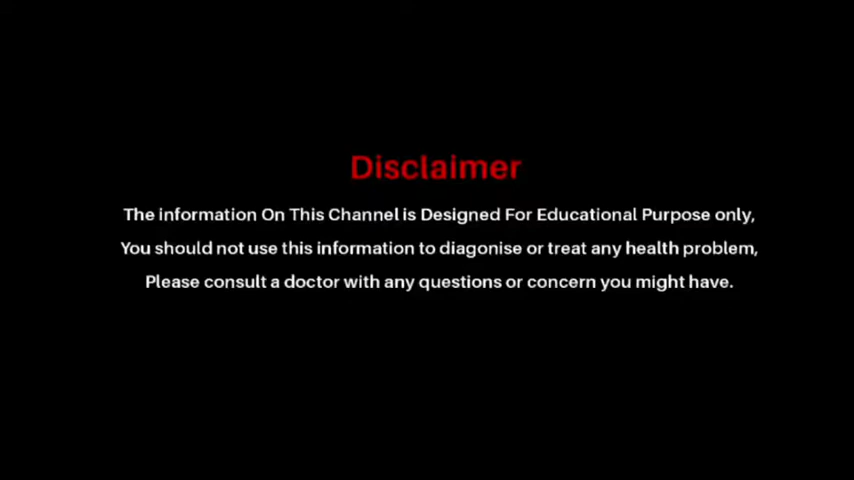 Disclaimer
The information On This Channel is Designed For Educational Purpose only,
You should not use this information to diagonise or treat any health problem,
Please consult a doctor with any questions or concern you might have.